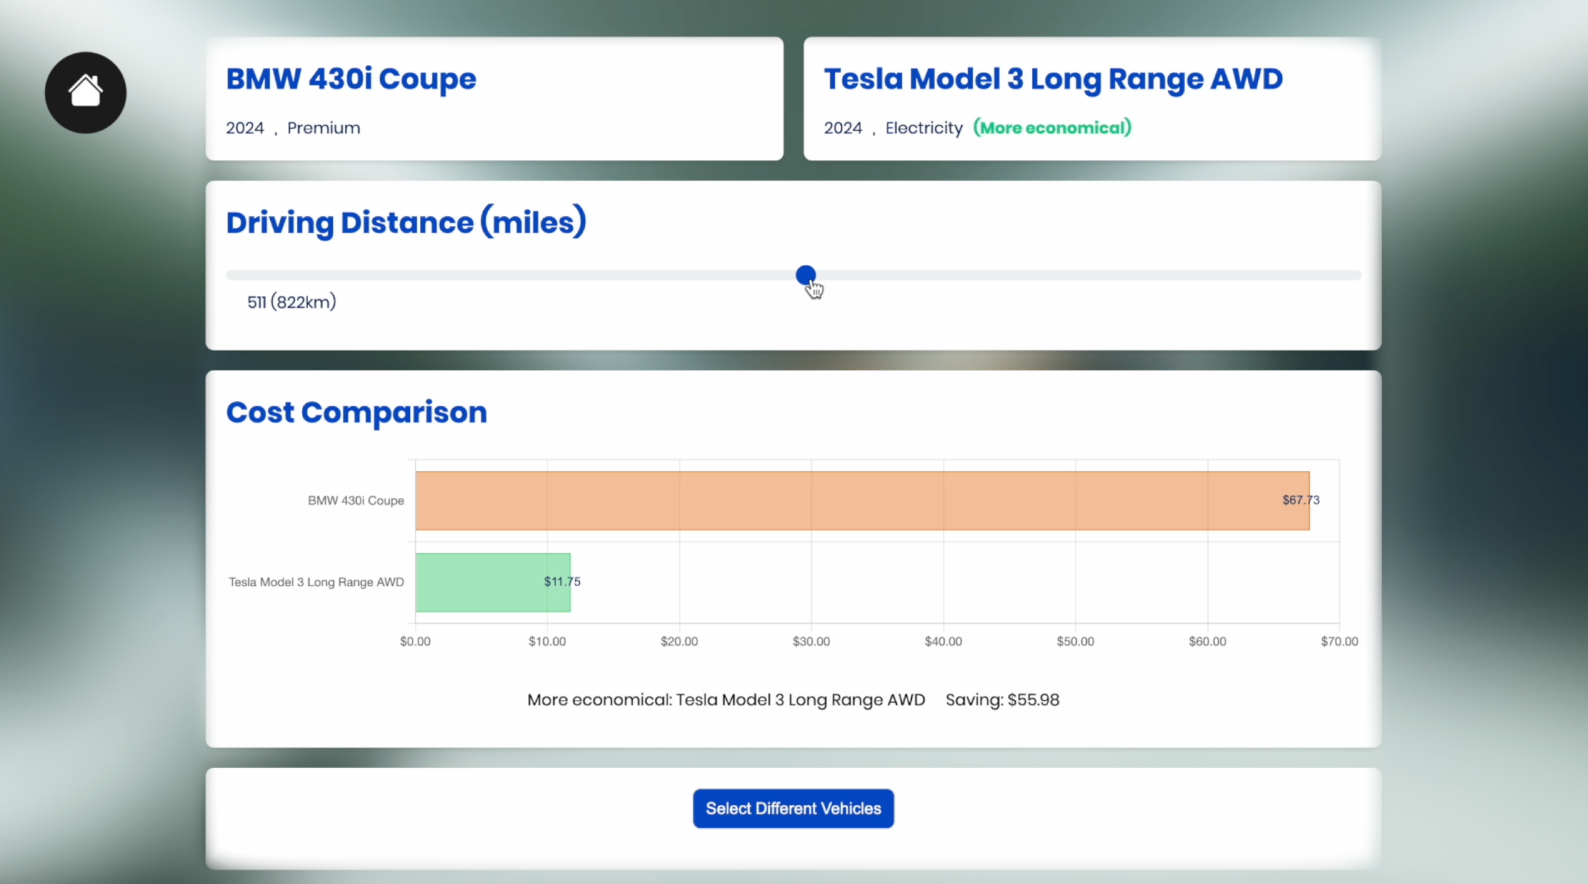 BMW 430i Coupe
2024 , Premium
Tesla Model 3 Long Range AWD
2024 , Electricity (More economical)
Driving Distance (miles)
511 (822km)
Cost Comparison
BMW 430i Coupe
$67.73
Tesla Model 3 Long Range AWD
$11.75
$0.00 $10.00 $20.00 $30.00 $40.00 $50.00 $60.00 $70.00
More economical: Tesla Model 3 Long Range AWD Saving: $55.98
Select Different Vehicles